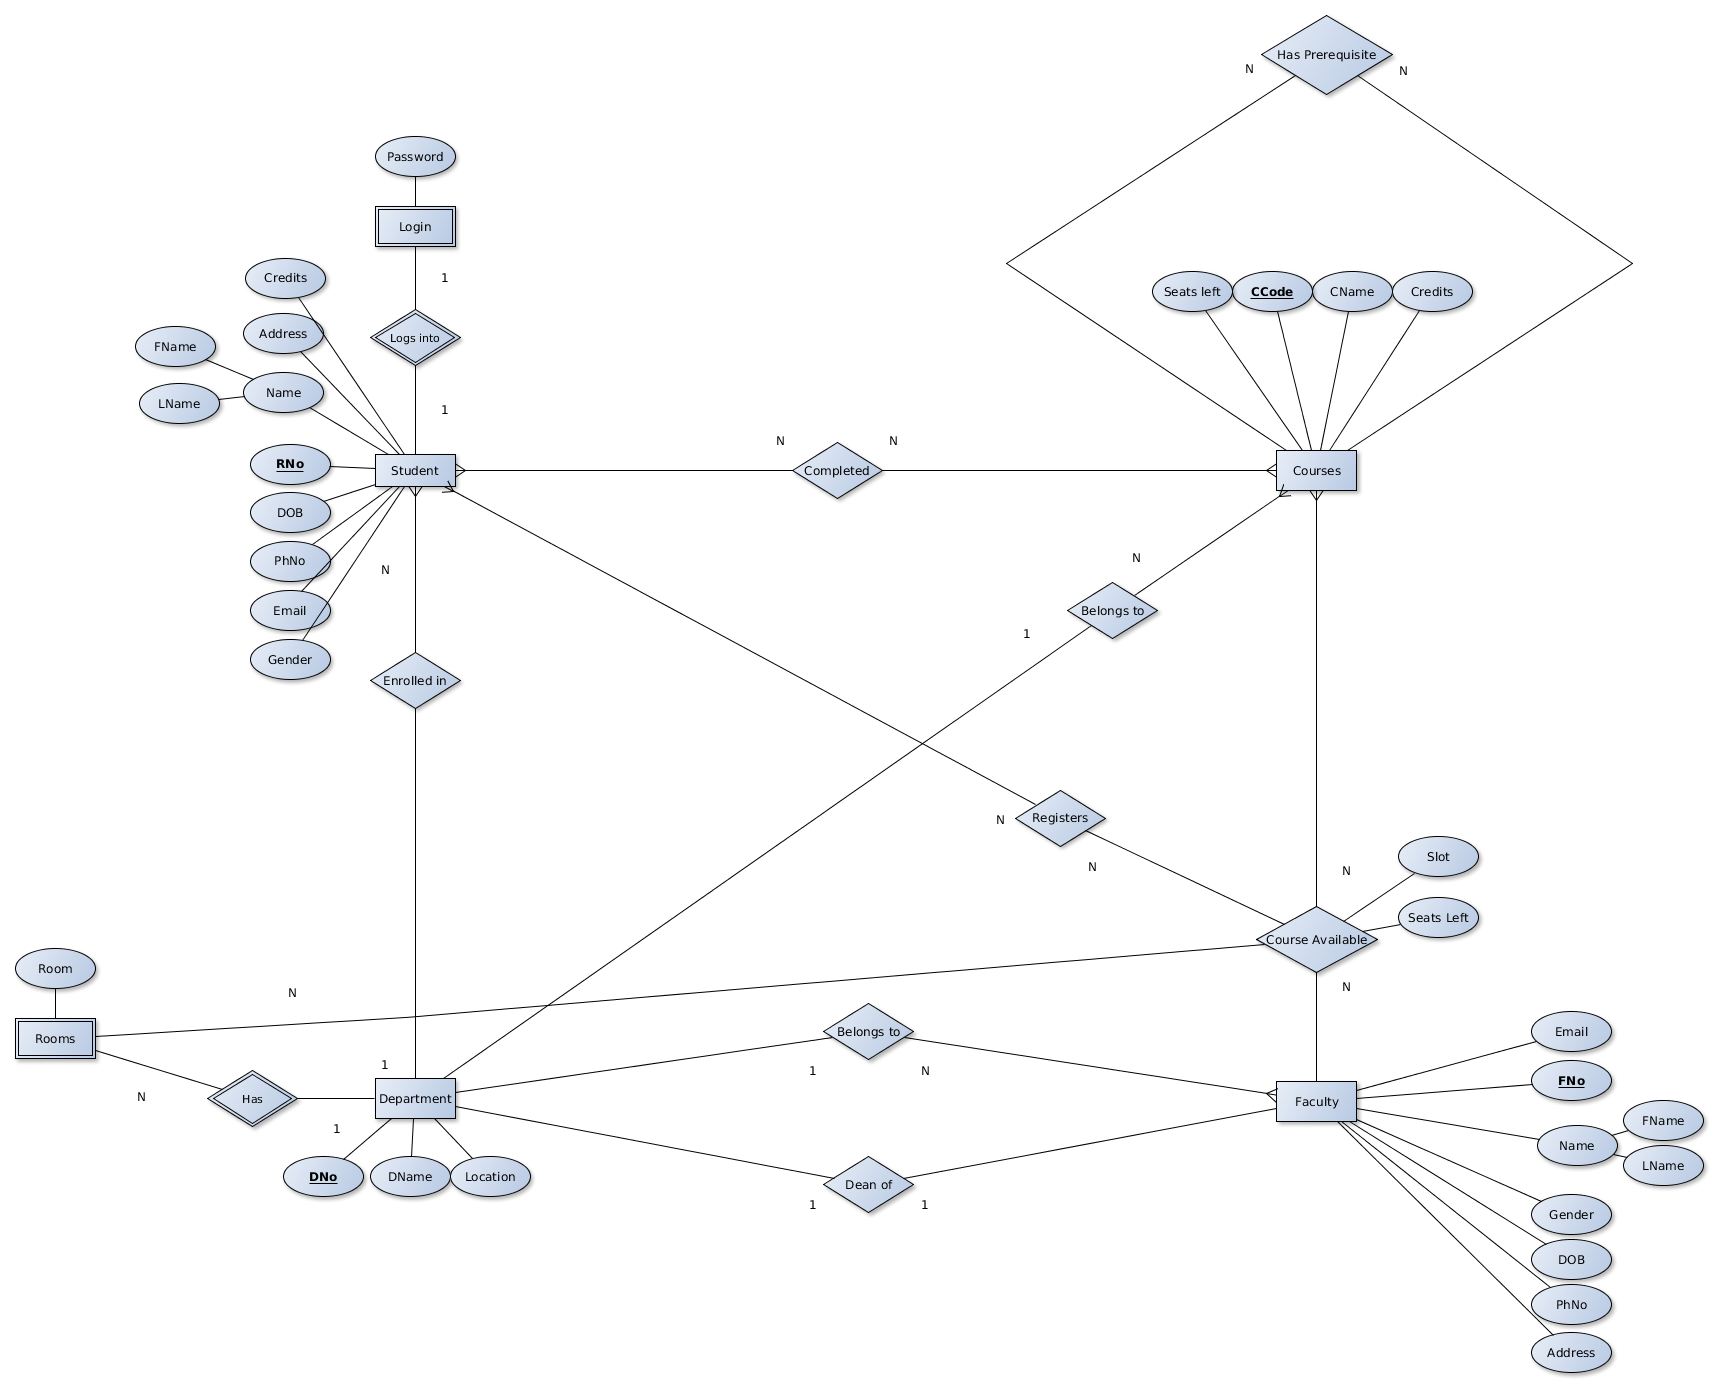 Has Prerequisite
N
N
Password
Login
1
Credits
Seats left
CCode
CName
Credits
Address
FName
Logs into
Name
LName
1
N
N
RNo
Student
Completed
Courses
DOB
PhNo
N
N
Email
Belongs to
1
Gender
Enrolled in
Registers
N
N
Slot
N
Seats Left
Course Available
Room
N
N
Rooms
Belongs to
Email
1
1
N
FNo
N
Has
Department
Faculty
FName
1
Name
LName
DNo
DName
Location
Dean of
1
1
Gender
DOB
PhNo
Address